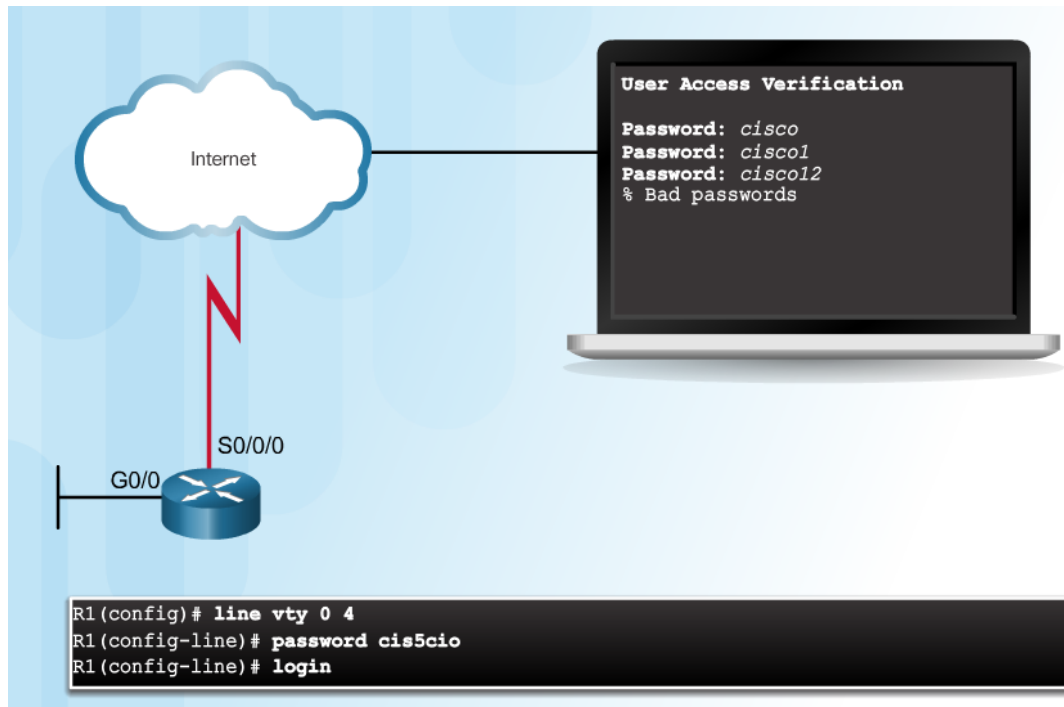 User Access Verification
Password: cisco
Password: cisco1
Password: cisco12
% Bad passwords
Internet
S0/0/0
G0/0
R1(config)# line vty 0 4
R1(config-line)# password cis5cio
R1(config-line)# login